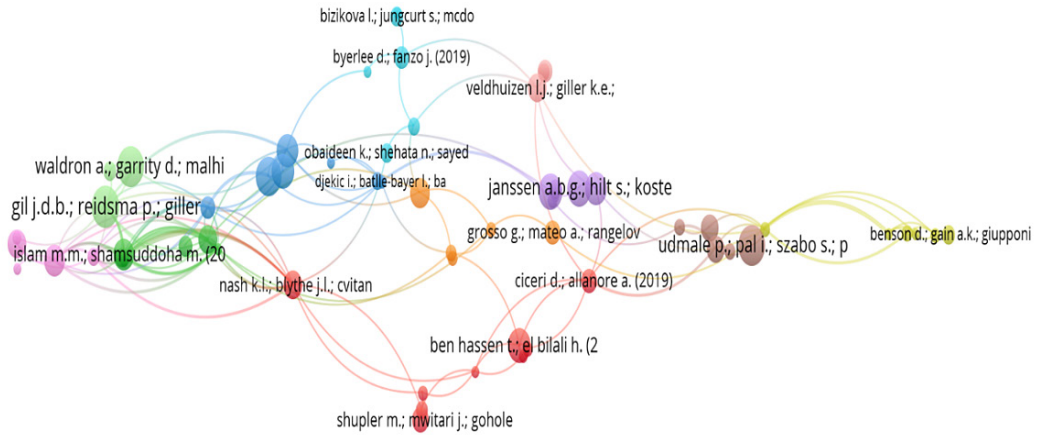 bizikova l.; jungcurt s.; mcdo
byerlee d.; fanzo j. (2019)
veldhuizen l.j.; giller k.e.;
obaideen k.; shehata n.; sayed
waldron a.; garrity d.; malhi
djekic i.; batlle-bayer l.; ba
janssen a.b.g.; hilt s.; koste
gil j.d.b.; reidsma p.; giller
grosso g.; mateo a.; rangelov
benson d.; gain a.k.; giupponi
udmale p.; pal i.; szabo s.; p
islam m.m.; shamsuddoha m. (20
nash k.l.; blythe j.l.; cvitan
ciceri d.; allanore a. (2019)
ben hassen t.; el bilali h. (2
shupler m.; mwitari j.; gohole